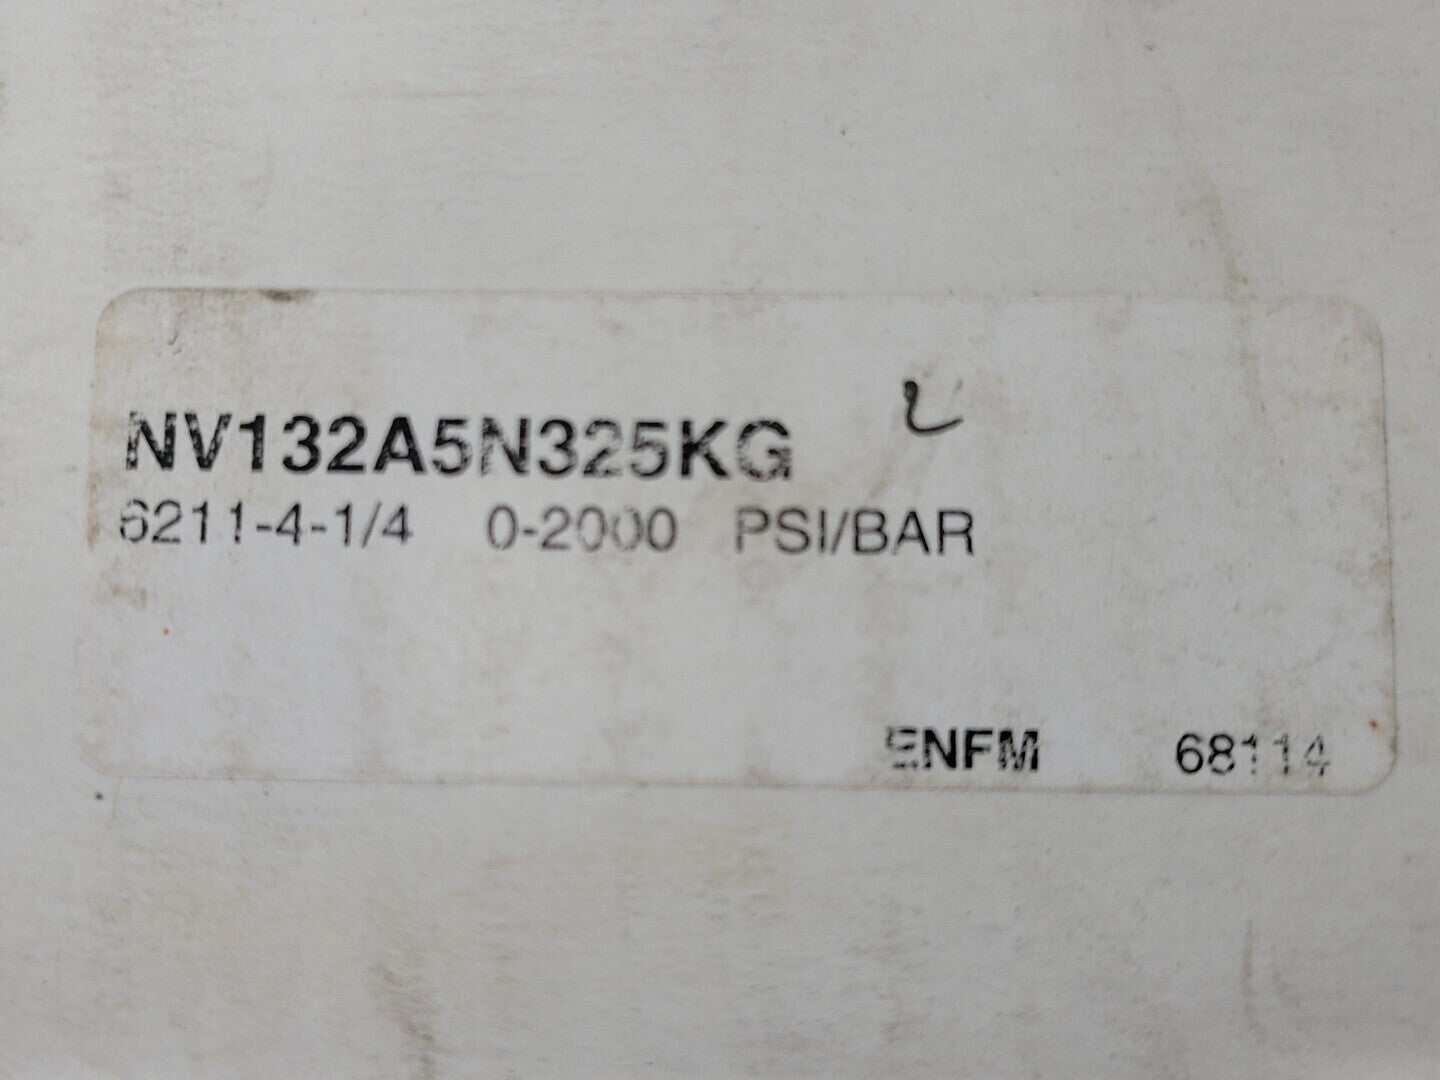 NV132A5N325KG
6211-4-1/4 0-2000 PSI/BAR
ENFM 68114